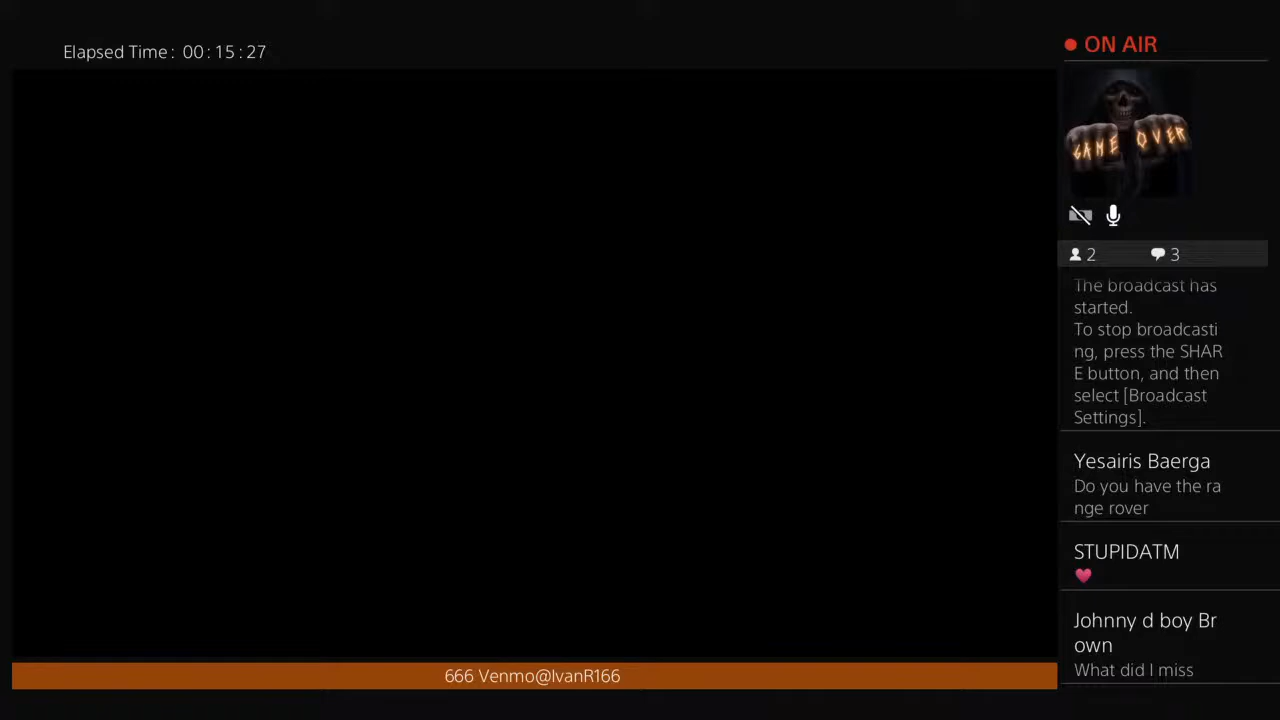 Elapsed Time: 00:15:27
ON AIR
GAME OVER
2 3
The broadcast has
started.
To stop broadcasti
ng, press the SHAR
E button, and then
select [Broadcast
Settings].
Yesairis Baerga
Do you have the ra
nge rover
STUPIDATM
Johnny d boy Br
own
What did I miss
666 Venmo@IvanR166